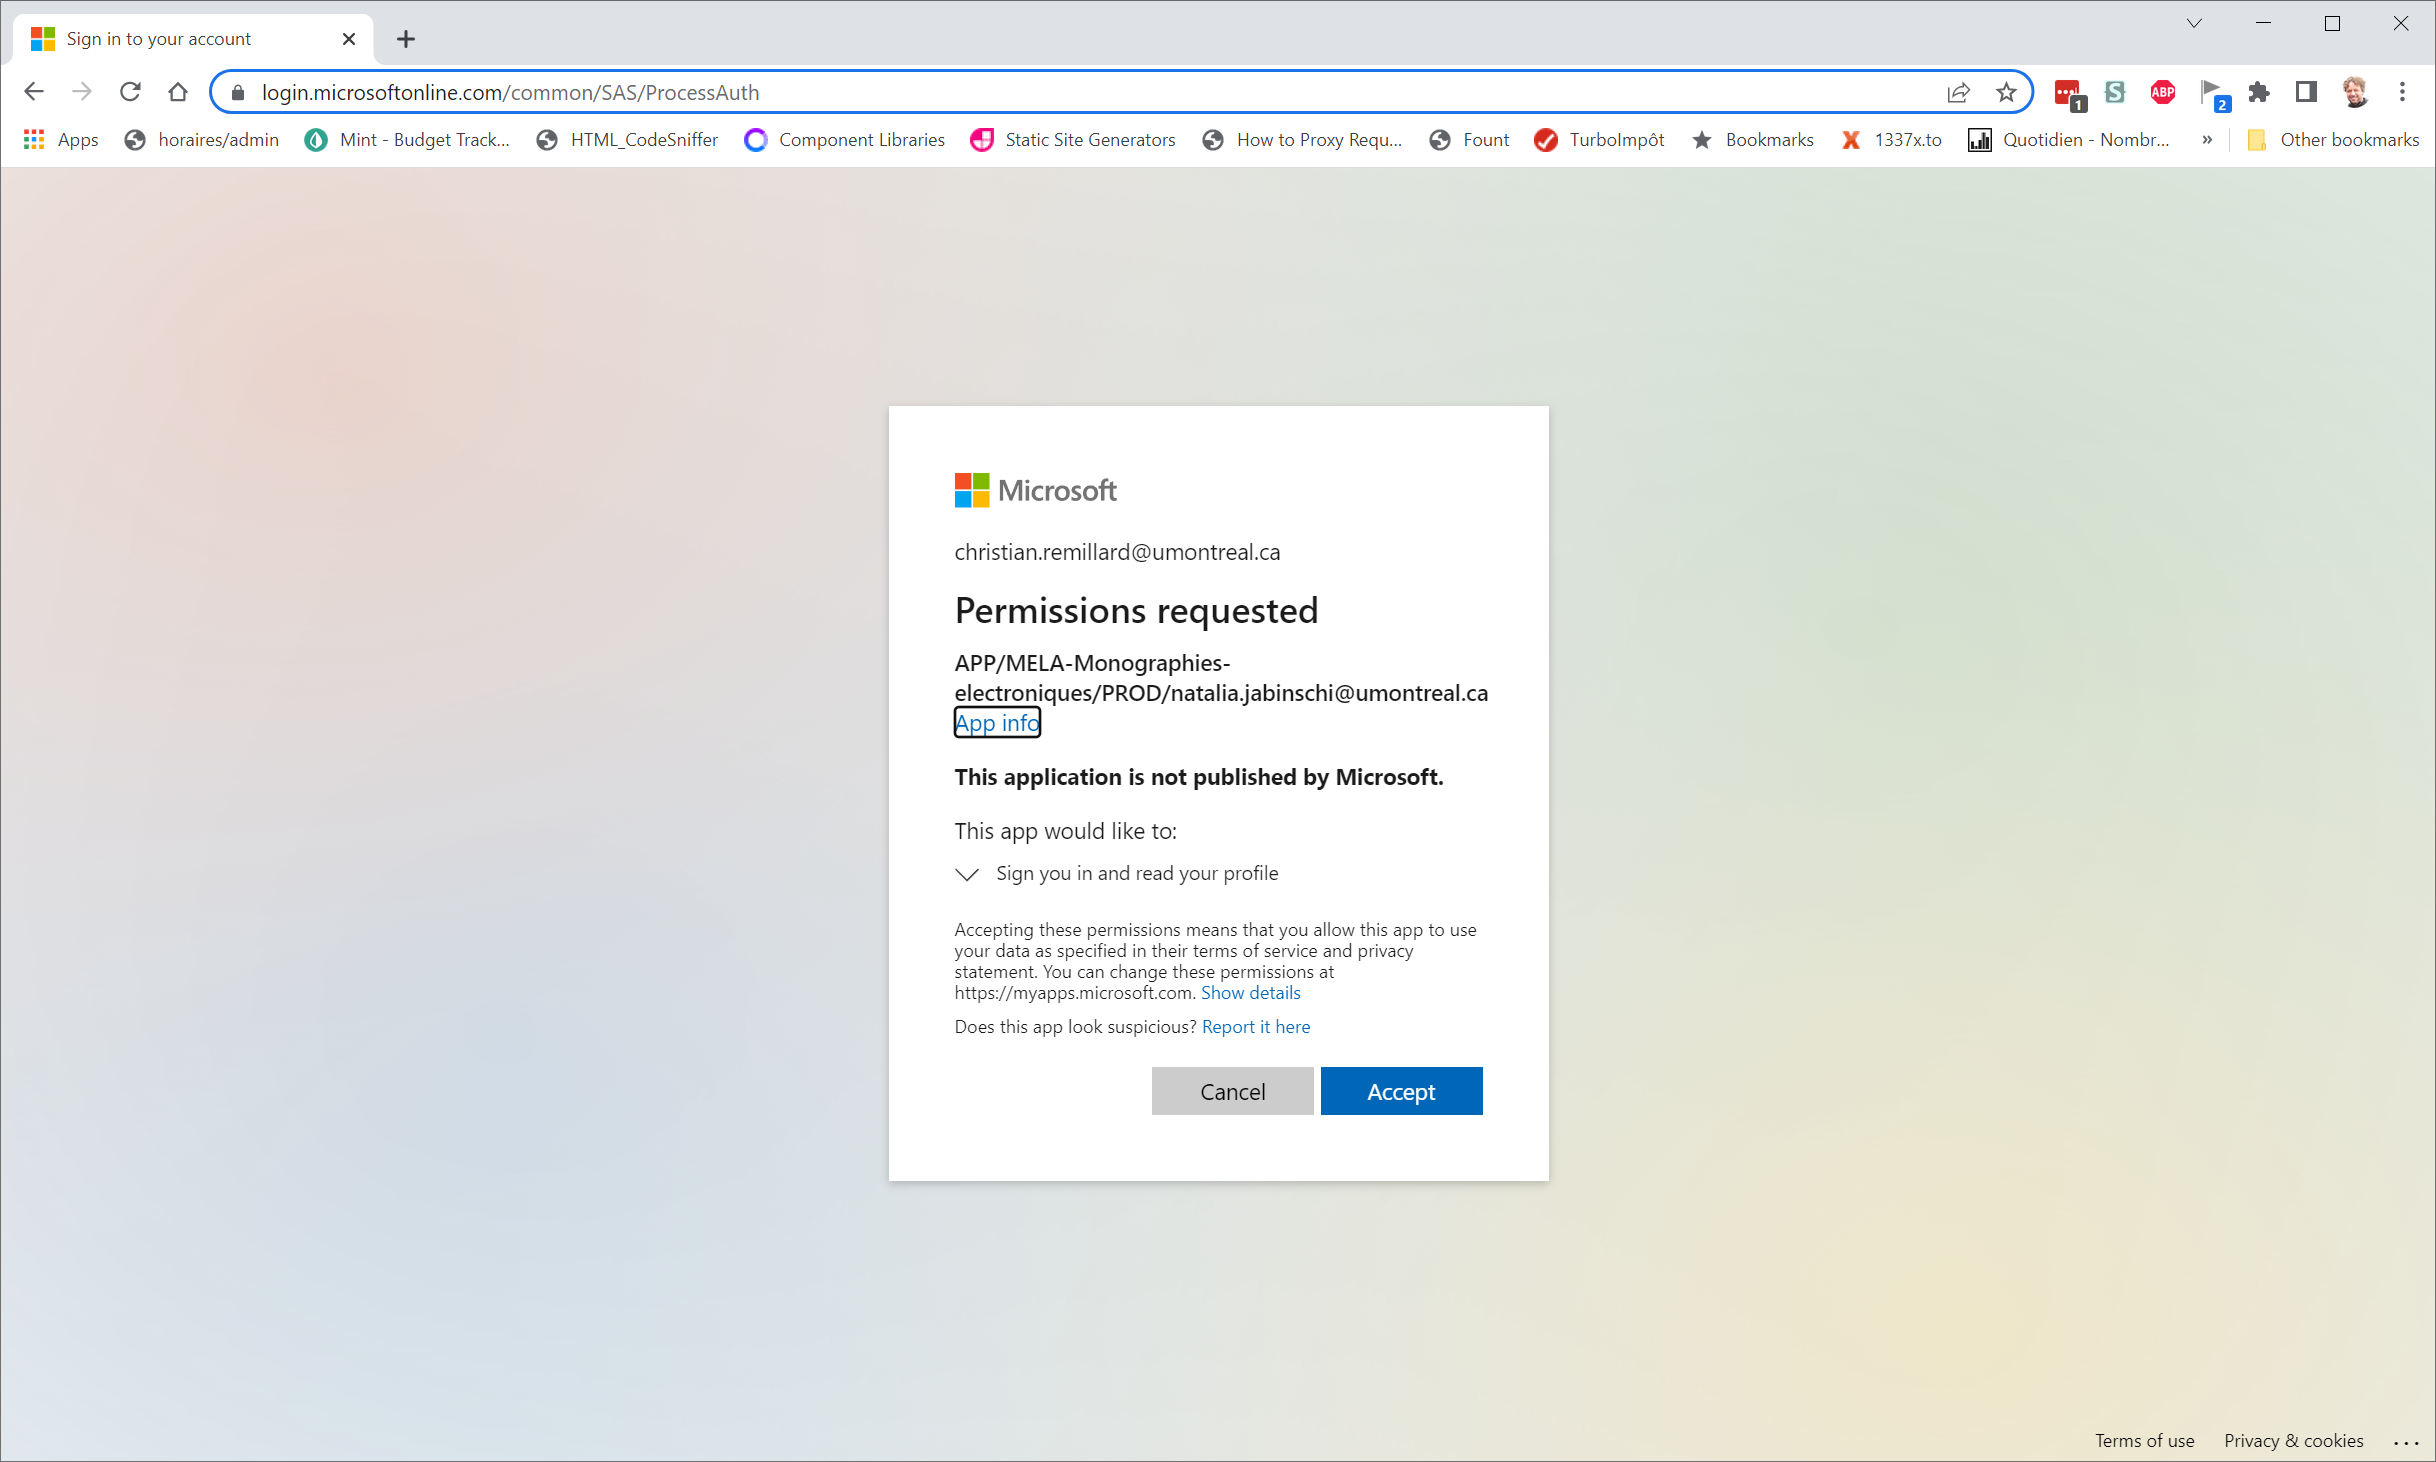 Sign in to your account
login.microsoftonline.com/common/SAS/ProcessAuth
1
S
ABP
2
Apps
horaires/admin
Mint - Budget Track...
HTML_CodeSniffer
Component Libraries
Static Site Generators
How to Proxy Requ...
Fount
TurboImpôt
Bookmarks
1337x.to
Quotidien - Nombr...
»
Other bookmarks
Microsoft
christian.remillard@umontreal.ca
Permissions requested
APP/MELA-Monographies-
electroniques/PROD/natalia.jabinschi@umontreal.ca
App info
This application is not published by Microsoft.
This app would like to:
Sign you in and read your profile
Accepting these permissions means that you allow this app to use
your data as specified in their terms of service and privacy
statement. You can change these permissions at
https://myapps.microsoft.com. Show details
Does this app look suspicious? Report it here
Cancel
Accept
Terms of use
Privacy & cookies
...